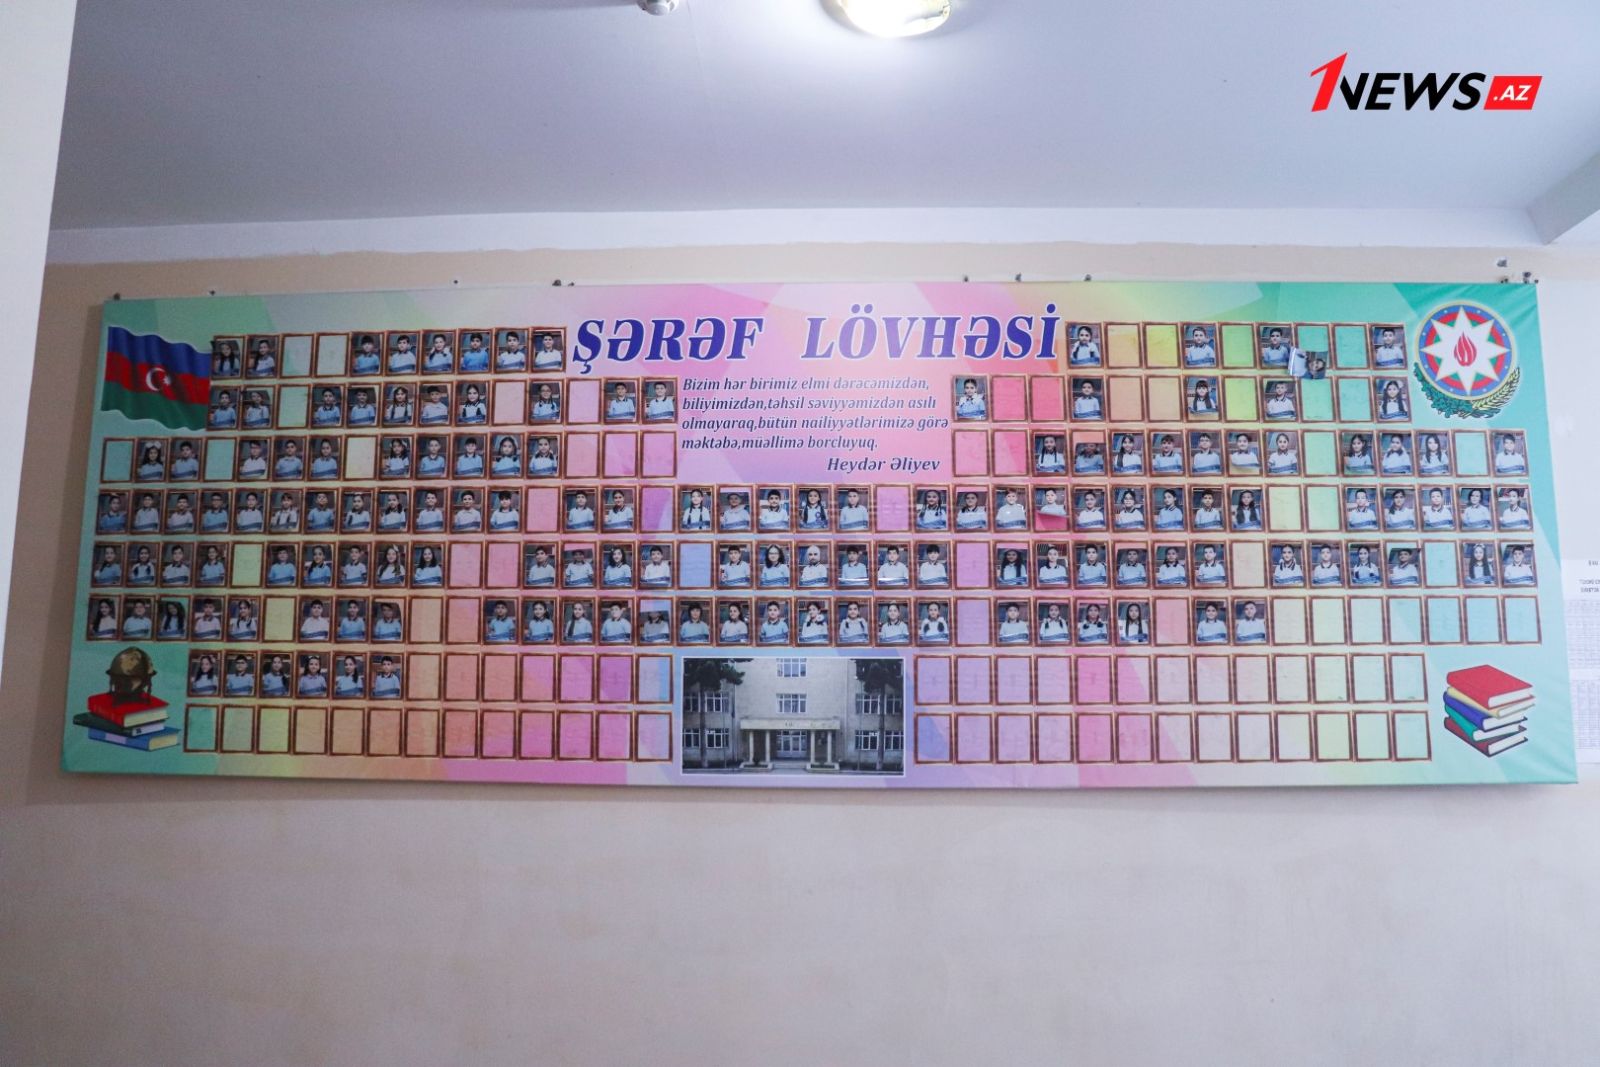 1NEWS.AZ
ŞƏRƏF LÖVHƏSİ
Bizim hər birimiz elmi dərəcəmizdən,
biliyimizdən,təhsil səviyyəmizdən asılı
olmayaraq,bütün nailiyyətlərimizə görə
məktəbə,müəllimə borcluyuq.
Heydər Əliyev